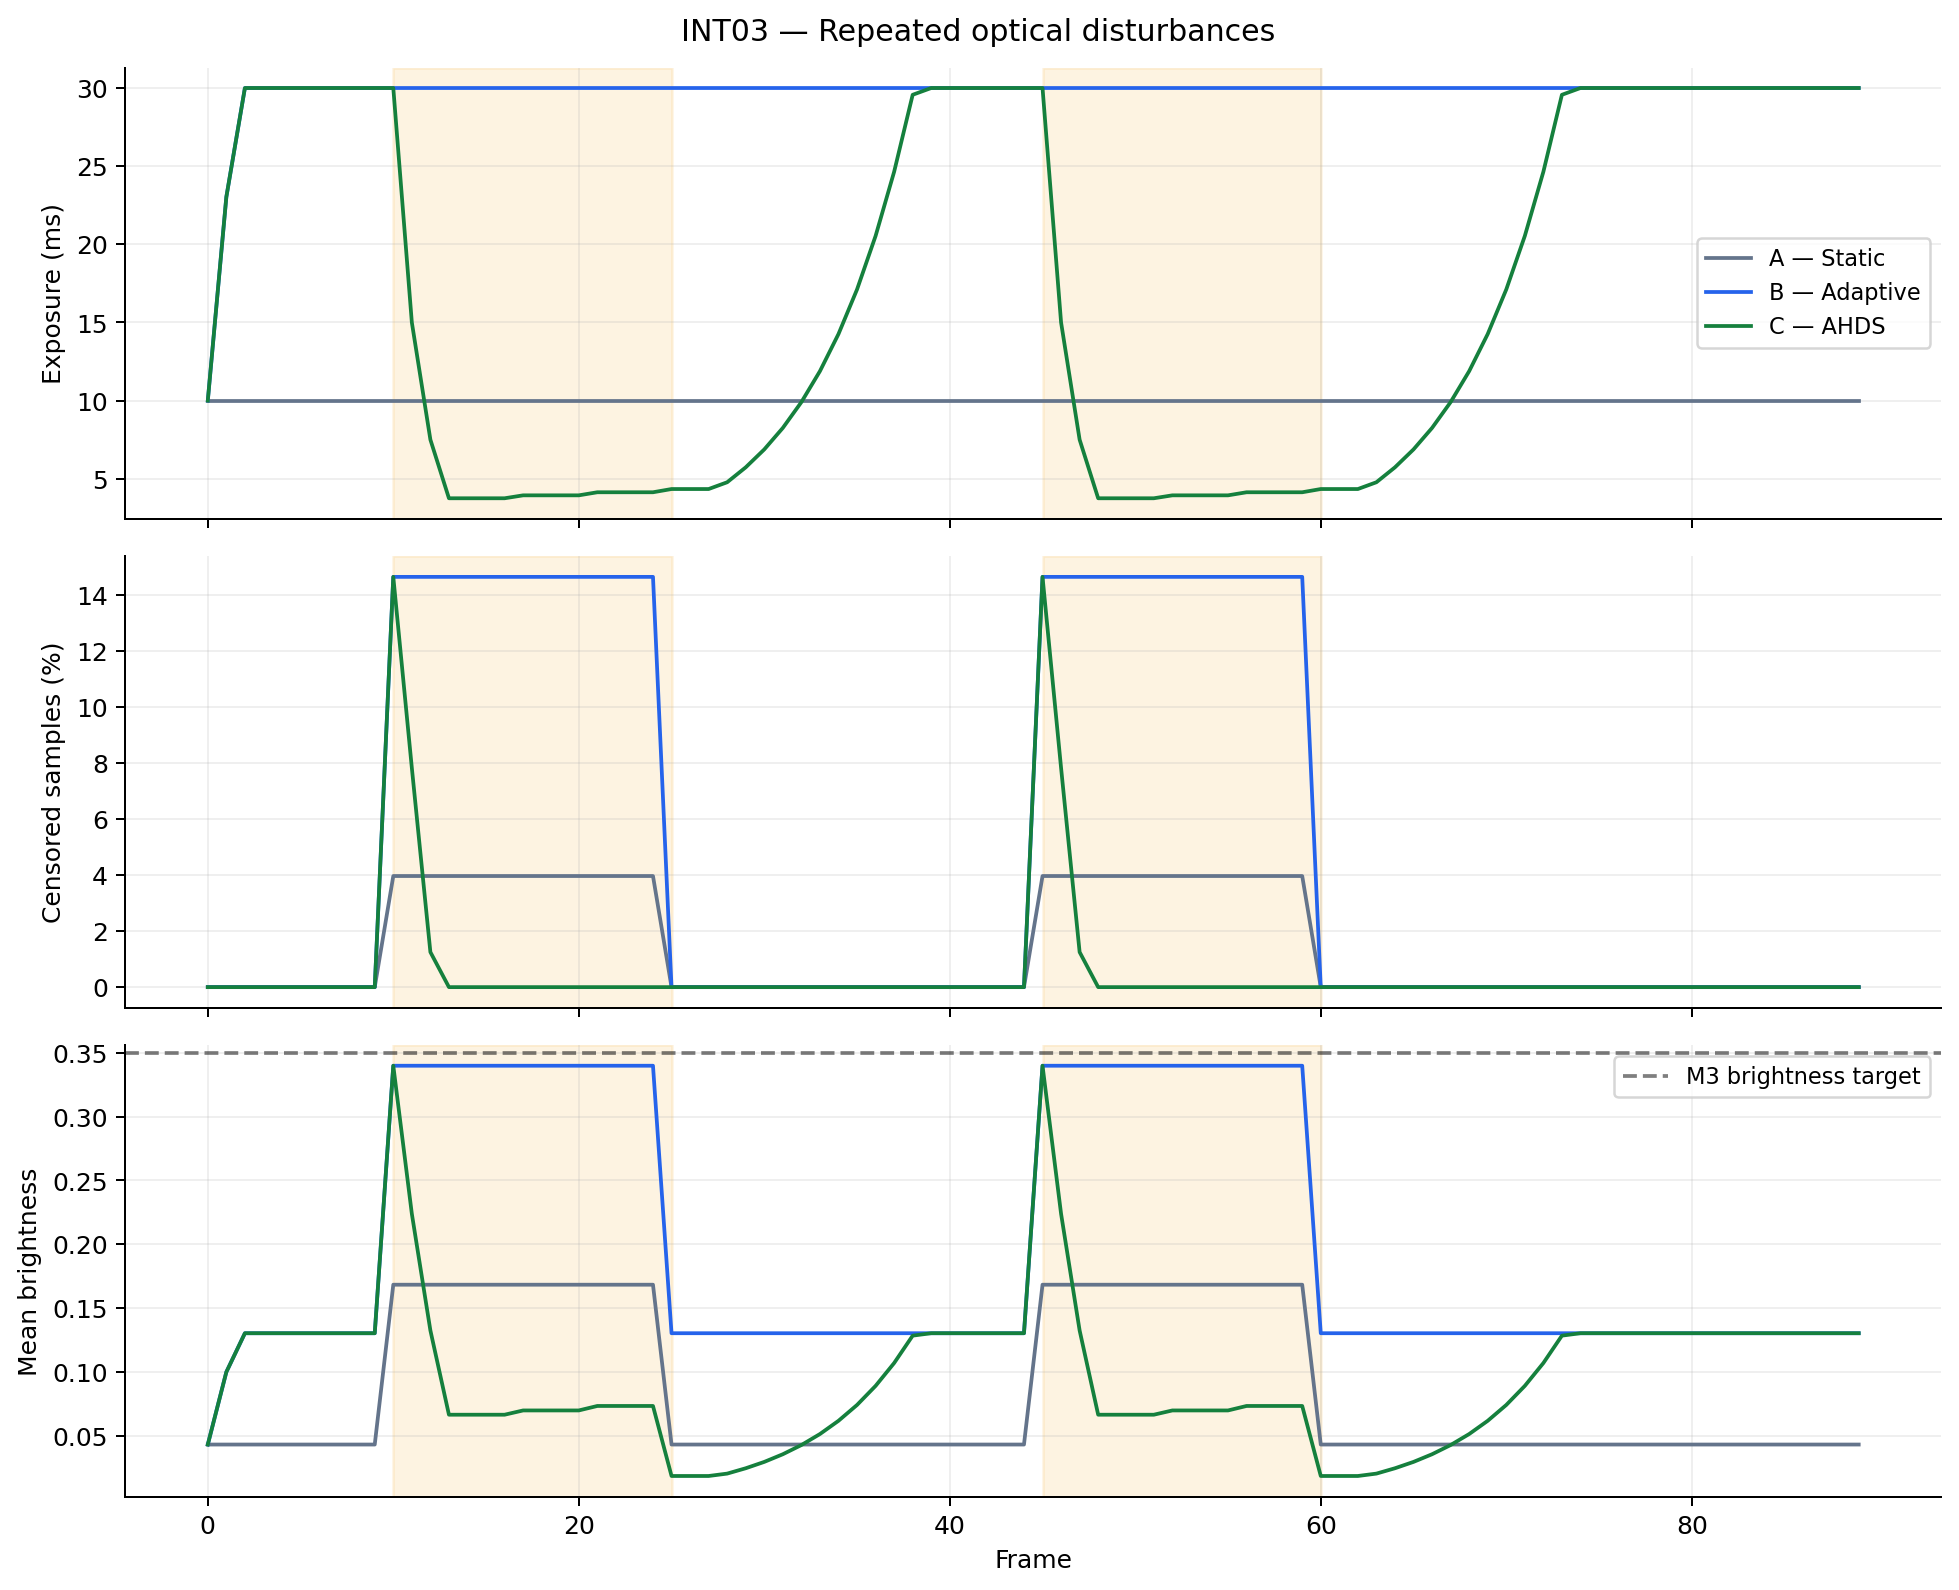 INT03 — Repeated optical disturbances
Exposure (ms)
30
25
20
15
10
5
A — Static
B — Adaptive
C — AHDS
Censored samples (%)
14
12
10
8
6
4
2
0
Mean brightness
0.35
0.30
0.25
0.20
0.15
0.10
0.05
M3 brightness target
0 20 40 60 80
Frame